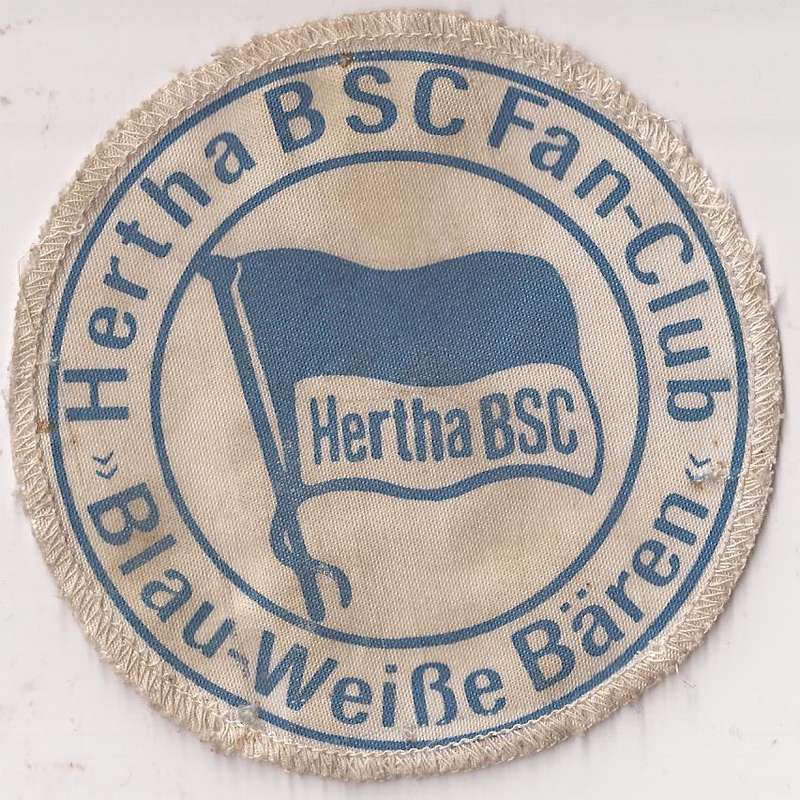 Hertha BSC Fan-Club
Hertha BSC
«Blau-Weiße Bären«